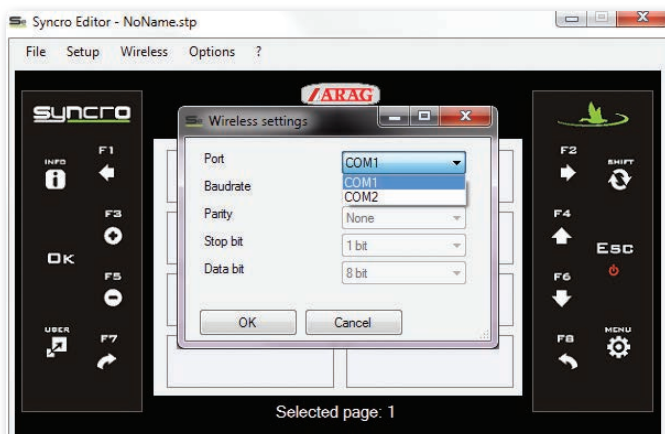 Syncro Editor - NoName.stp
File Setup Wireless Options ?
ARAG
syncro
Wireless settings
INFO
F1
F2
SHIFT
Port COM1
COM1
COM2
Baudrate
F3
F4
Parity None
OK
Esc
Stop bit 1 bit
F5
F6
Data bit 8 bit
OK Cancel
USER
F7
F8
MENU
Selected page: 1